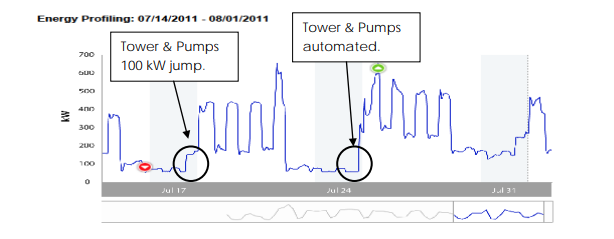 Energy Profiling: 07/14/2011 - 08/01/2011
Tower & Pumps
100 kW jump.
Tower & Pumps
automated.
700
600
500
400
300
200
100
0
kW
Jul 17
Jul 24
Jul 31